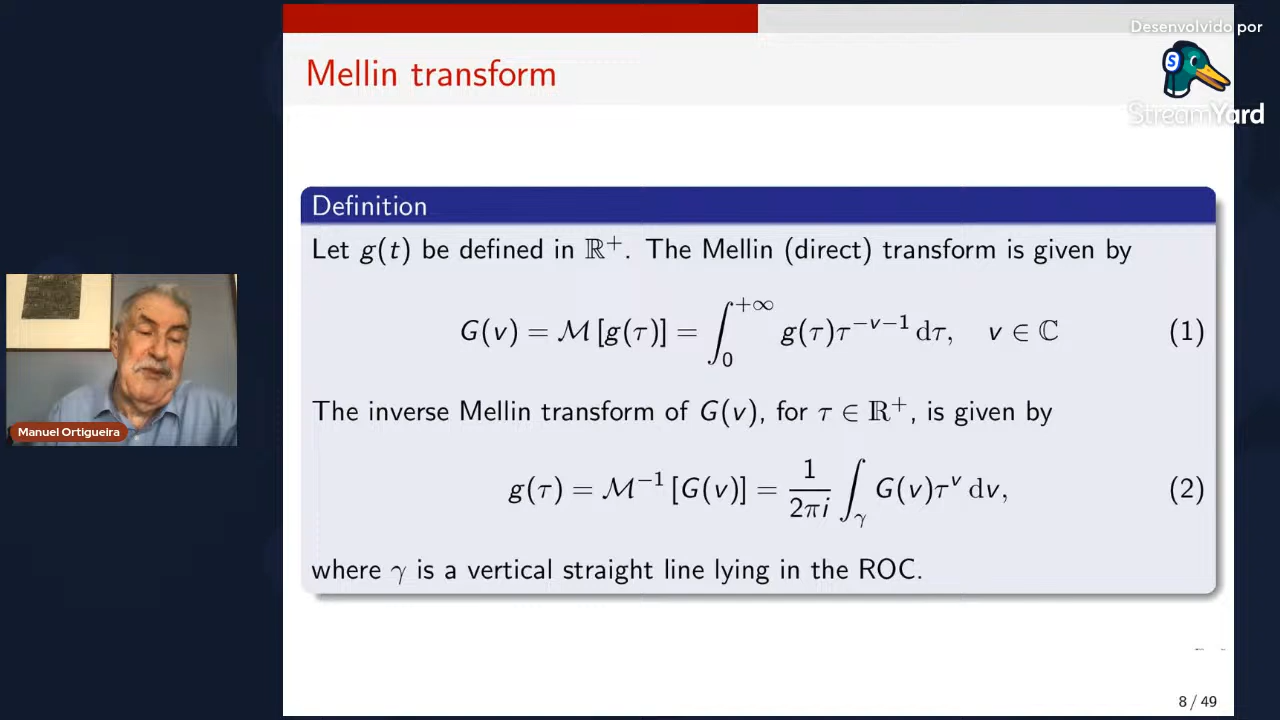 Desenvolvido por
StreamYard
Mellin transform
Definition
Let g(t) be defined in ℝ⁺. The Mellin (direct) transform is given by
G(v) = ℳ [g(τ)] = ∫₀^{+∞} g(τ)τ^{−v−1} dτ, v ∈ ℂ (1)
The inverse Mellin transform of G(v), for τ ∈ ℝ⁺, is given by
g(τ) = ℳ⁻¹ [G(v)] = 1/2πi ∫_γ G(v)τ^v dv, (2)
where γ is a vertical straight line lying in the ROC.
Manuel Ortigueira
8 / 49